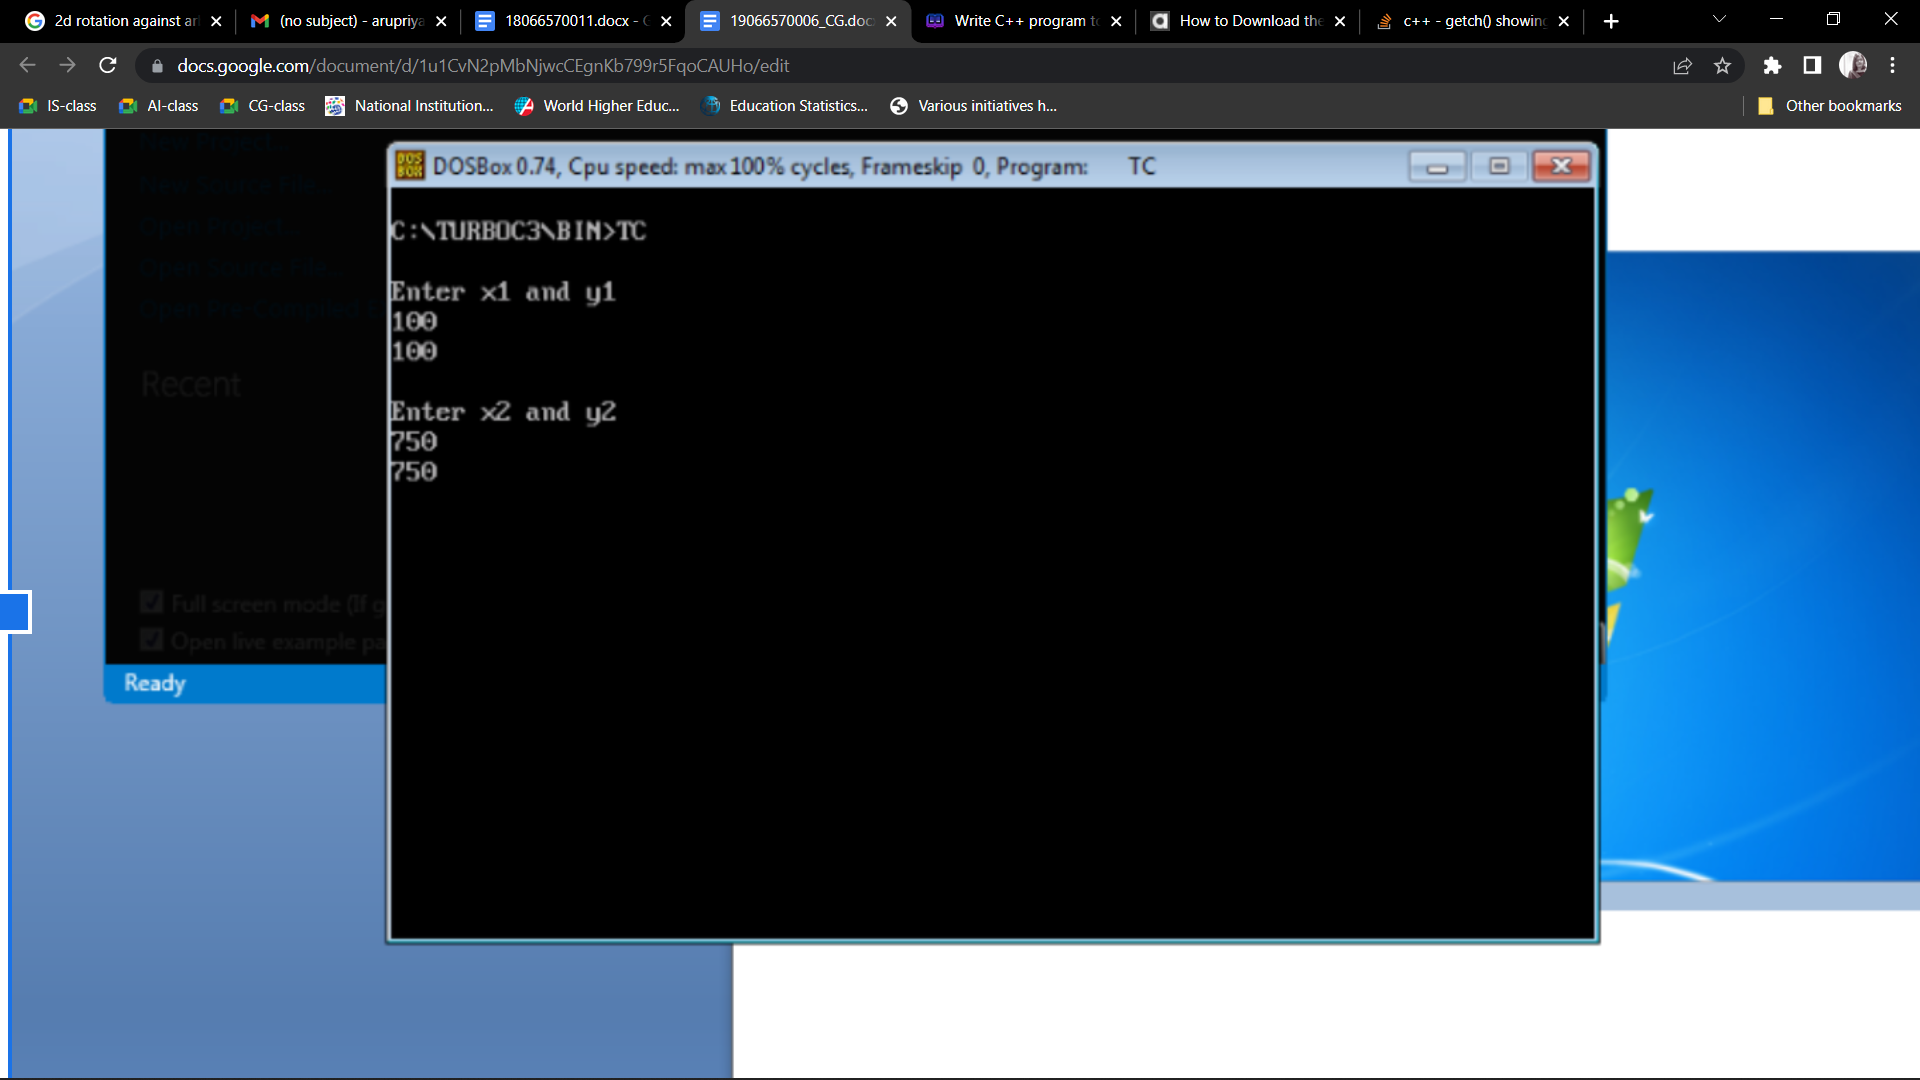 2d rotation against ar
(no subject) - arupriya
18066570011.docx - G
19066570006_CG.doc
Write C++ program to
How to Download the
c++ - getch() showing
docs.google.com/document/d/1u1CvN2pMbNjwcCEgnKb799r5FqoCAUHo/edit
IS-class
AI-class
CG-class
National Institution...
World Higher Educ...
Education Statistics...
Various initiatives h...
Other bookmarks
New Project...
New Source File...
Open Project...
Open Source File...
Open Pre-Compiled E
Recent
Full screen mode (If g
Open live example pa
Ready
DOS
BOX
DOSBox 0.74, Cpu speed: max 100% cycles, Frameskip 0, Program: TC
C:\TURBOC3\BIN>TC
Enter x1 and y1
100
100
Enter x2 and y2
750
750